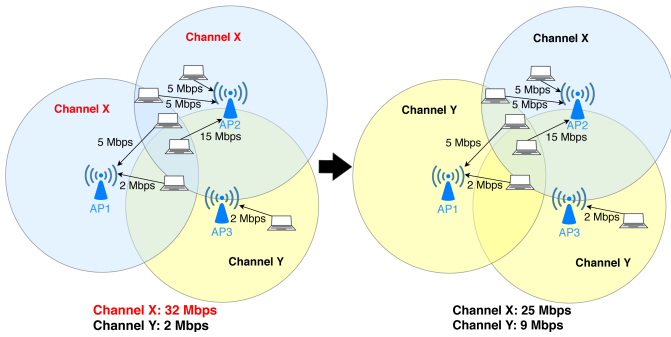 Channel X
Channel X
5 Mbps
5 Mbps
AP2
5 Mbps
15 Mbps
2 Mbps
AP1
2 Mbps
AP3
Channel Y
Channel X: 32 Mbps
Channel Y: 2 Mbps
Channel X
Channel Y
5 Mbps
5 Mbps
AP2
5 Mbps
15 Mbps
2 Mbps
AP1
2 Mbps
AP3
Channel Y
Channel X: 25 Mbps
Channel Y: 9 Mbps